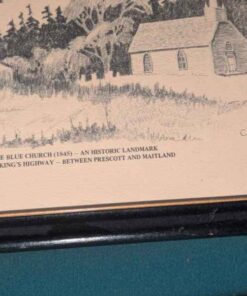 E BLUE CHURCH (1845) – AN HISTORIC LANDMARK
KING'S HIGHWAY – BETWEEN PRESCOTT AND MAITLAND